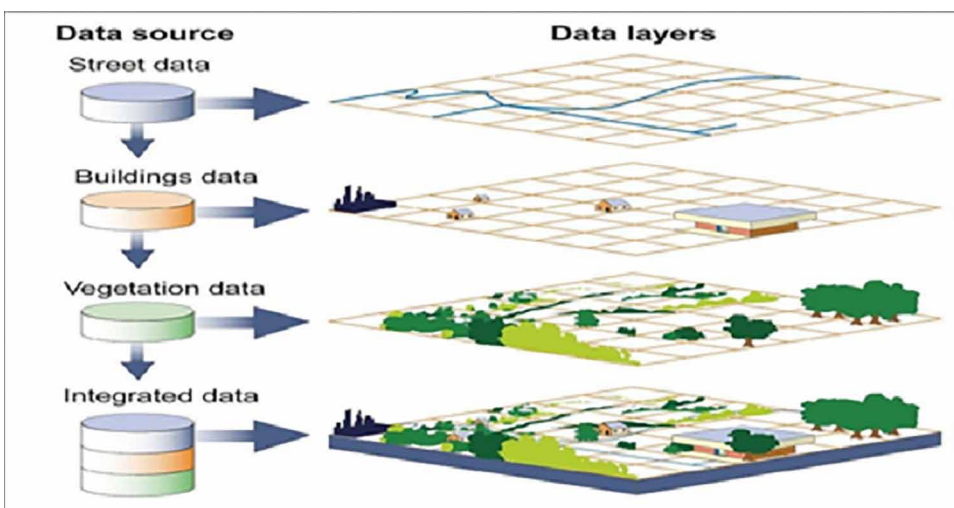 Data source
Data layers
Street data
Buildings data
Vegetation data
Integrated data